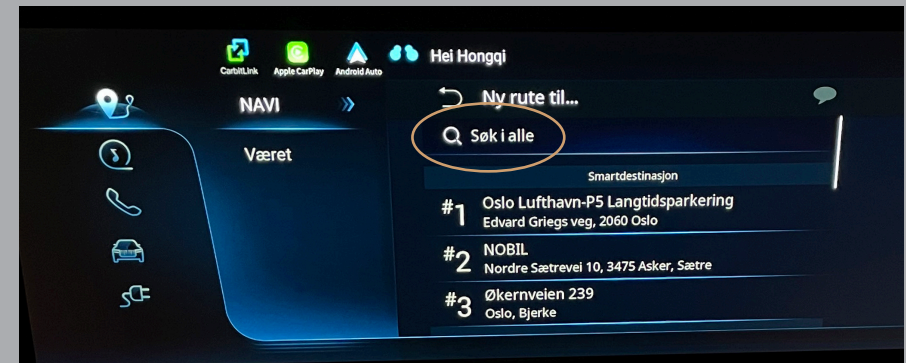 CarbitLink
Apple CarPlay
Android Auto
Hei Hongqi
NAVI
Været
Ny rute til...
Søk i alle
Smartdestinasjon
#1 Oslo Lufthavn-P5 Langtidsparkering
Edvard Griegs veg, 2060 Oslo
#2 NOBIL
Nordre Sætrevei 10, 3475 Asker, Sætre
#3 Økernveien 239
Oslo, Bjerke